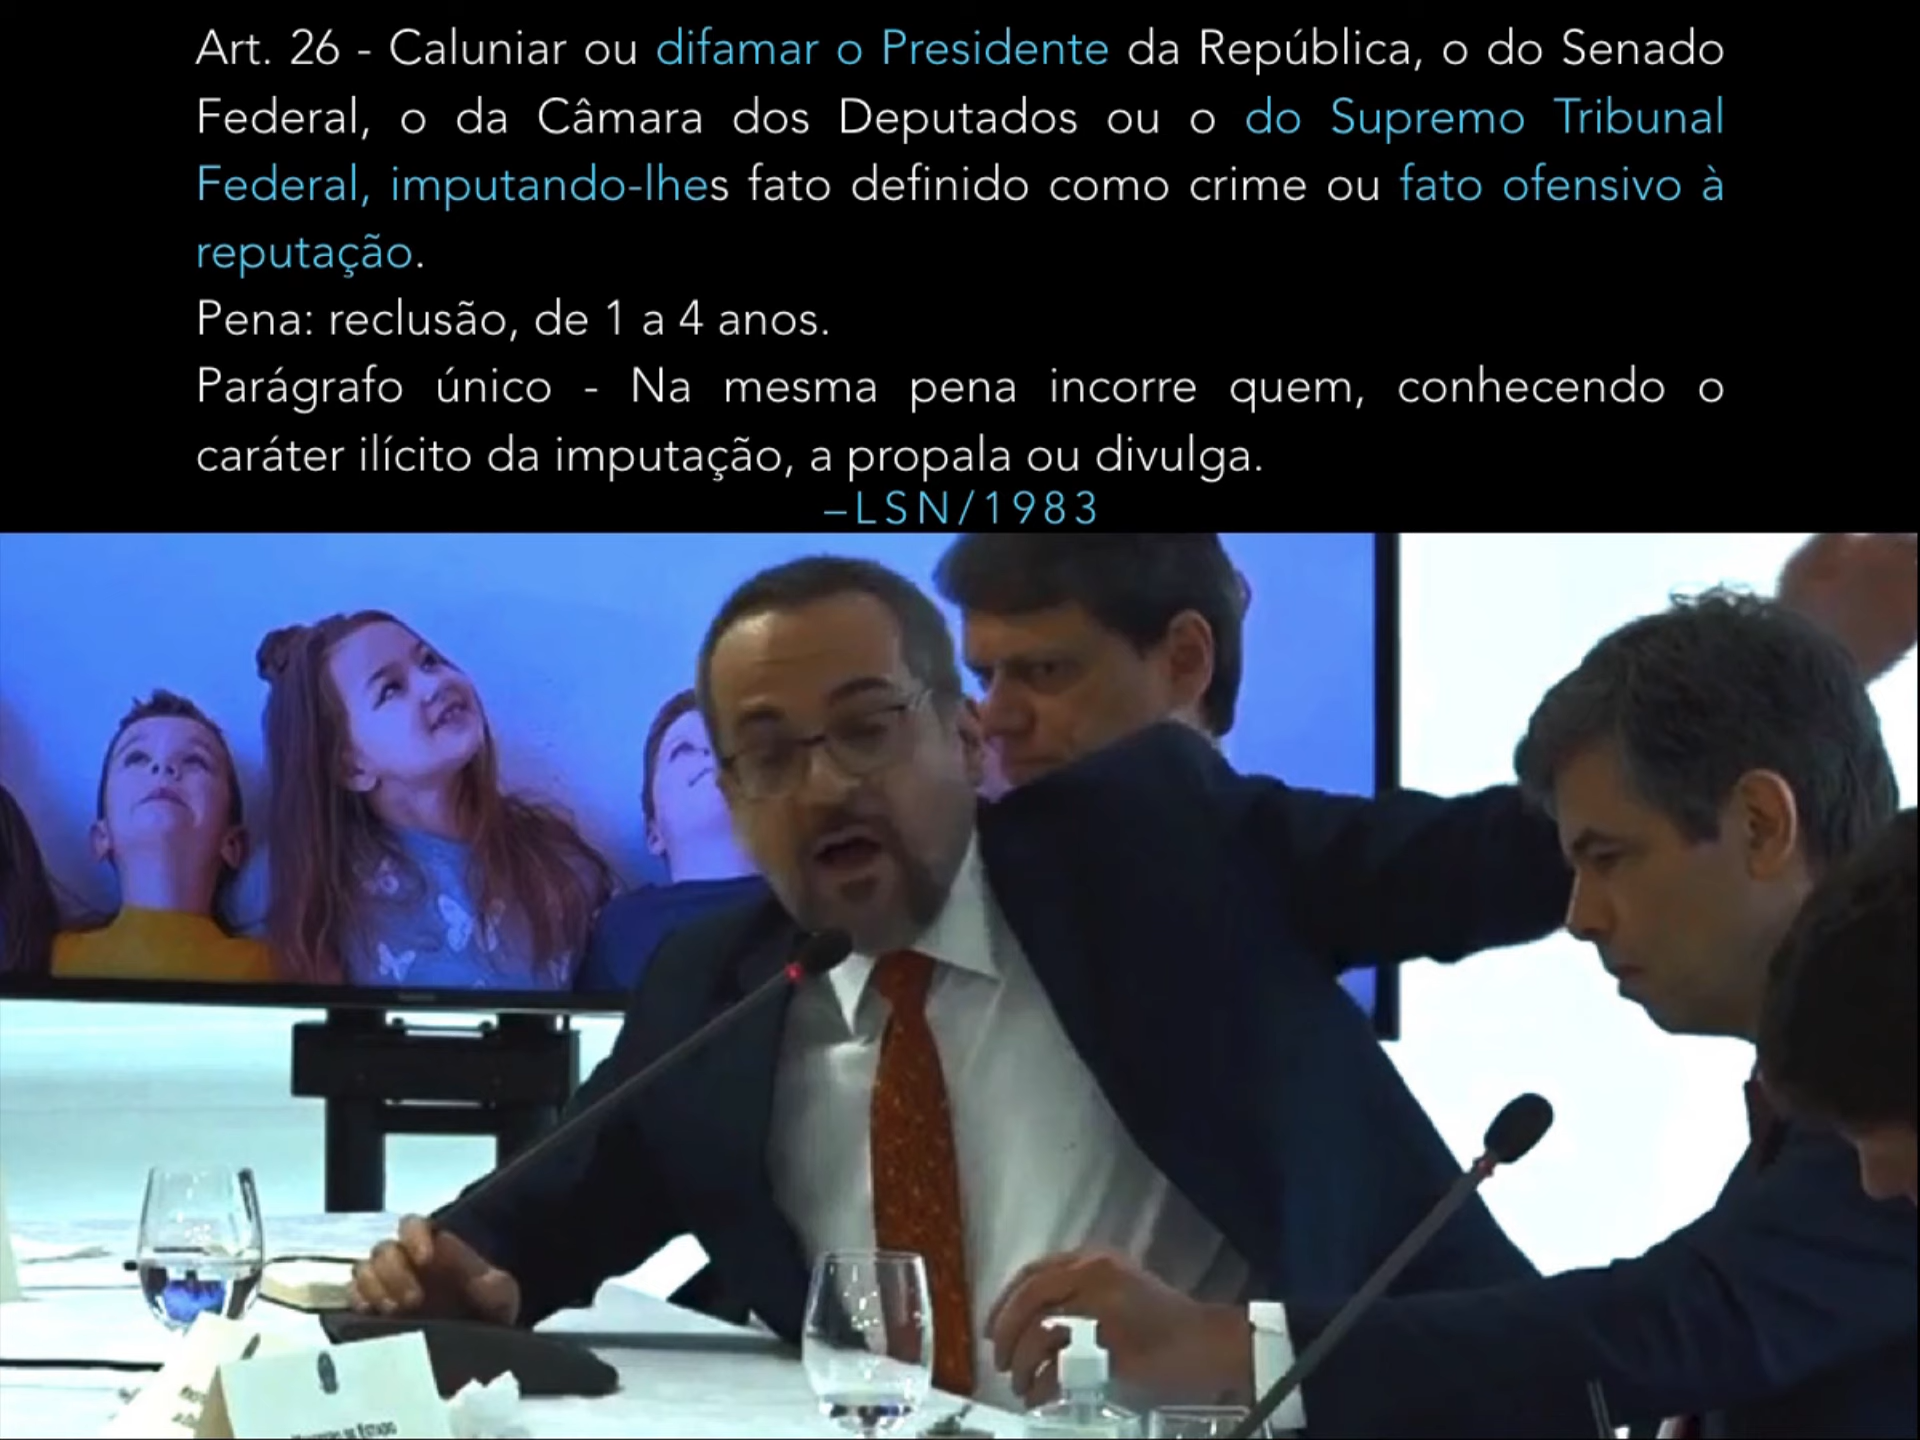 Art. 26 - Caluniar ou difamar o Presidente da República, o do Senado
Federal, o da Câmara dos Deputados ou o do Supremo Tribunal
Federal, imputando-lhes fato definido como crime ou fato ofensivo à
reputação.
Pena: reclusão, de 1 a 4 anos.
Parágrafo único - Na mesma pena incorre quem, conhecendo o
caráter ilícito da imputação, a propala ou divulga.
–LSN/1983